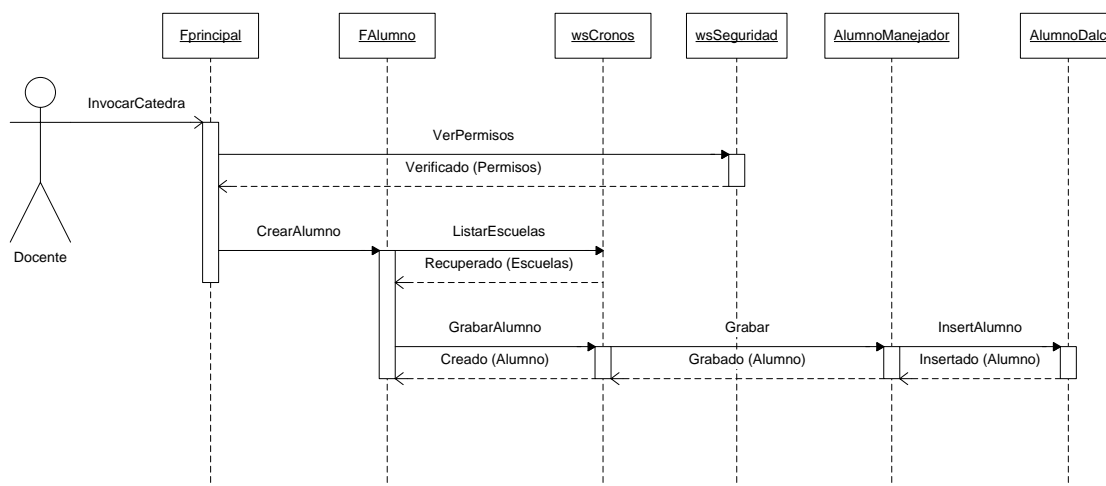 Fprincipal
FAlumno
wsCronos
wsSeguridad
AlumnoManejador
AlumnoDalc
InvocarCatedra
VerPermisos
Verificado (Permisos)
CrearAlumno
ListarEscuelas
Docente
Recuperado (Escuelas)
GrabarAlumno
Grabar
InsertAlumno
Creado (Alumno)
Grabado (Alumno)
Insertado (Alumno)